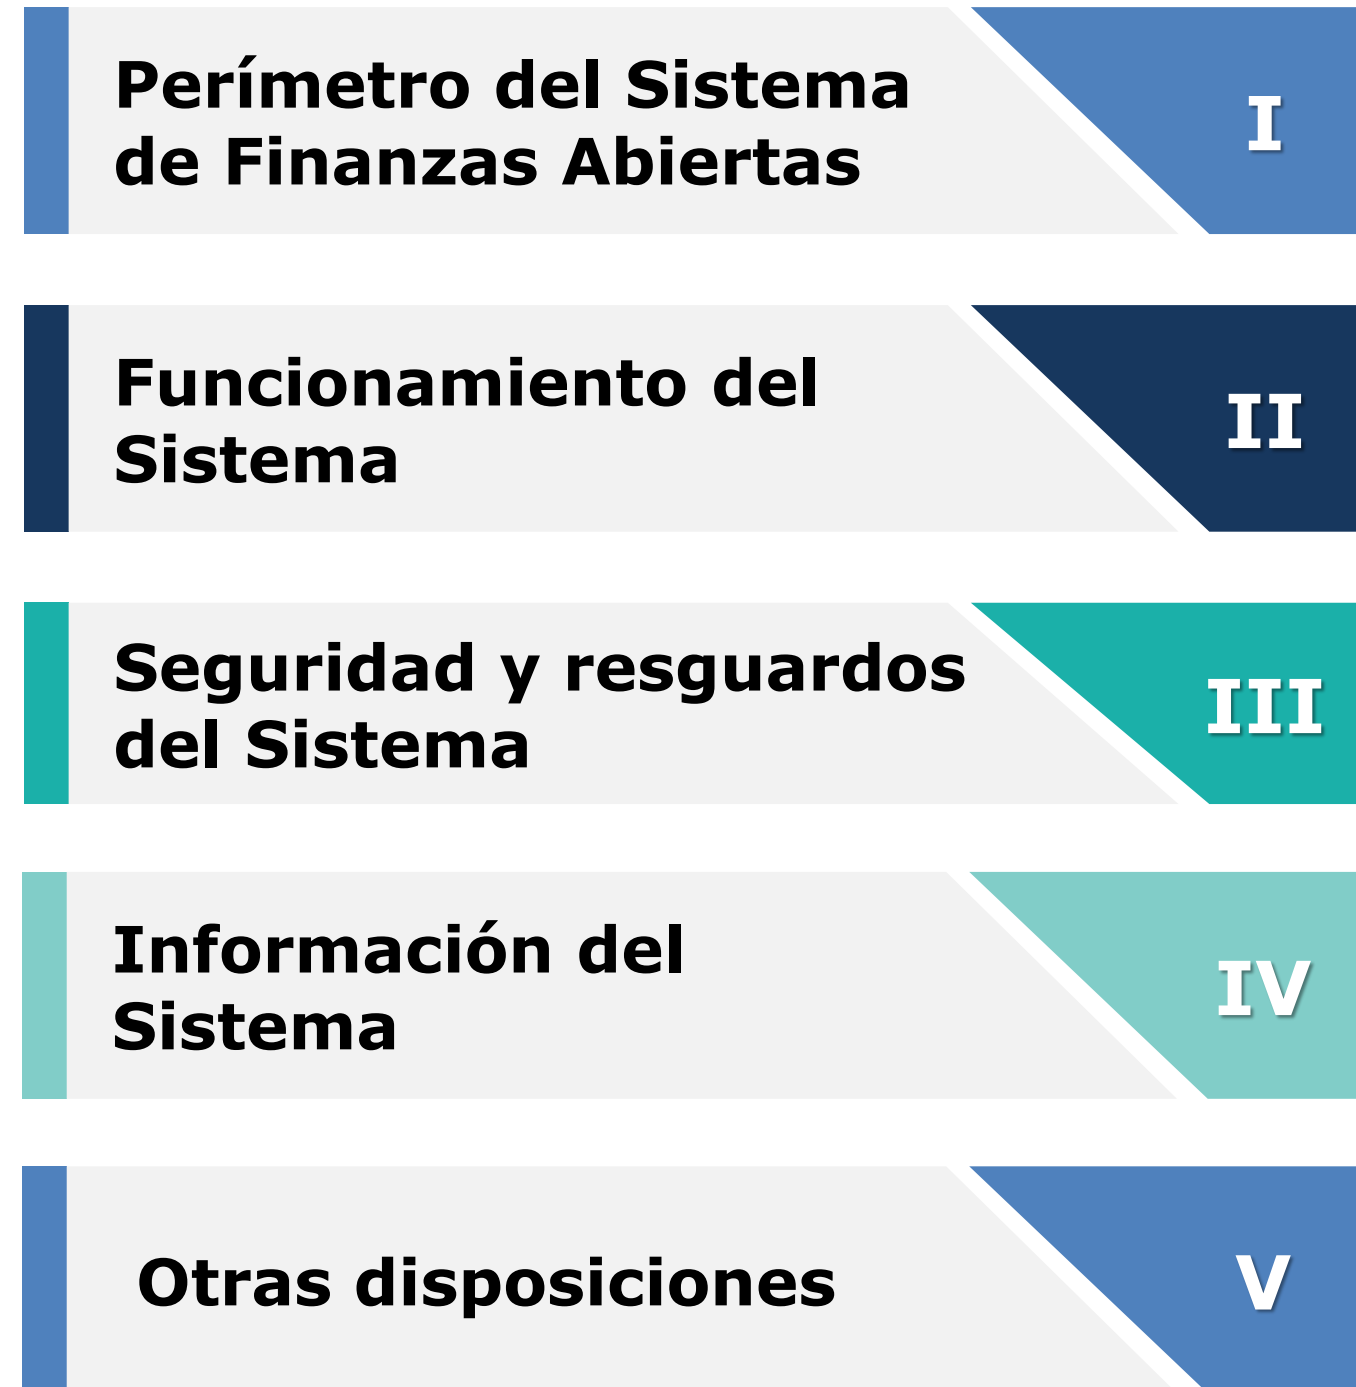 Perímetro del Sistema
de Finanzas Abiertas
I
Funcionamiento del
Sistema
II
Seguridad y resguardos
del Sistema
III
Información del
Sistema
IV
Otras disposiciones
V